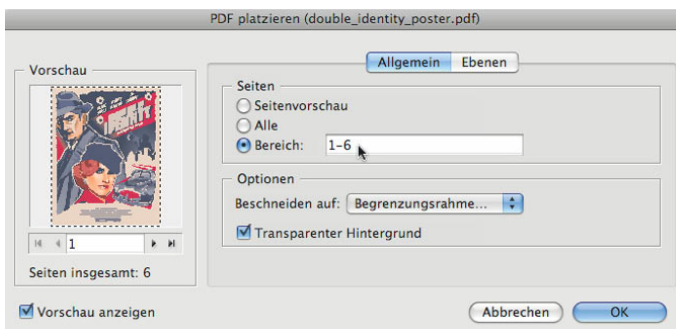 PDF platzieren (double_identity_poster.pdf)
Vorschau
1
Seiten insgesamt: 6
Vorschau anzeigen
Allgemein Ebenen
Seiten
Seitenvorschau
Alle
Bereich: 1-6
Optionen
Beschneiden auf: Begrenzungsrahme...
Transparenter Hintergrund
Abbrechen OK